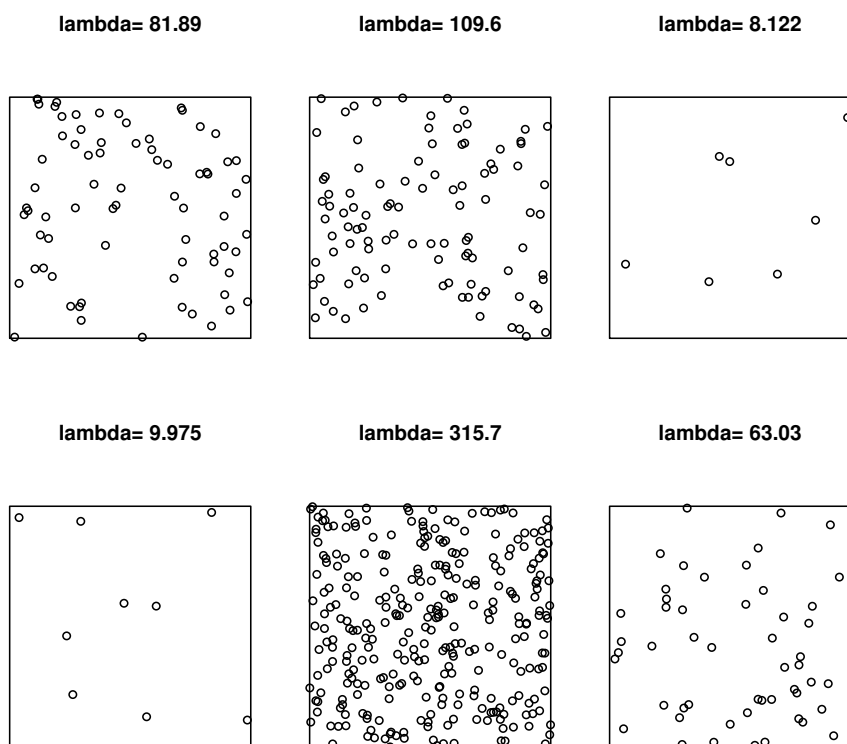 lambda= 81.89
lambda= 109.6
lambda= 8.122
lambda= 9.975
lambda= 315.7
lambda= 63.03